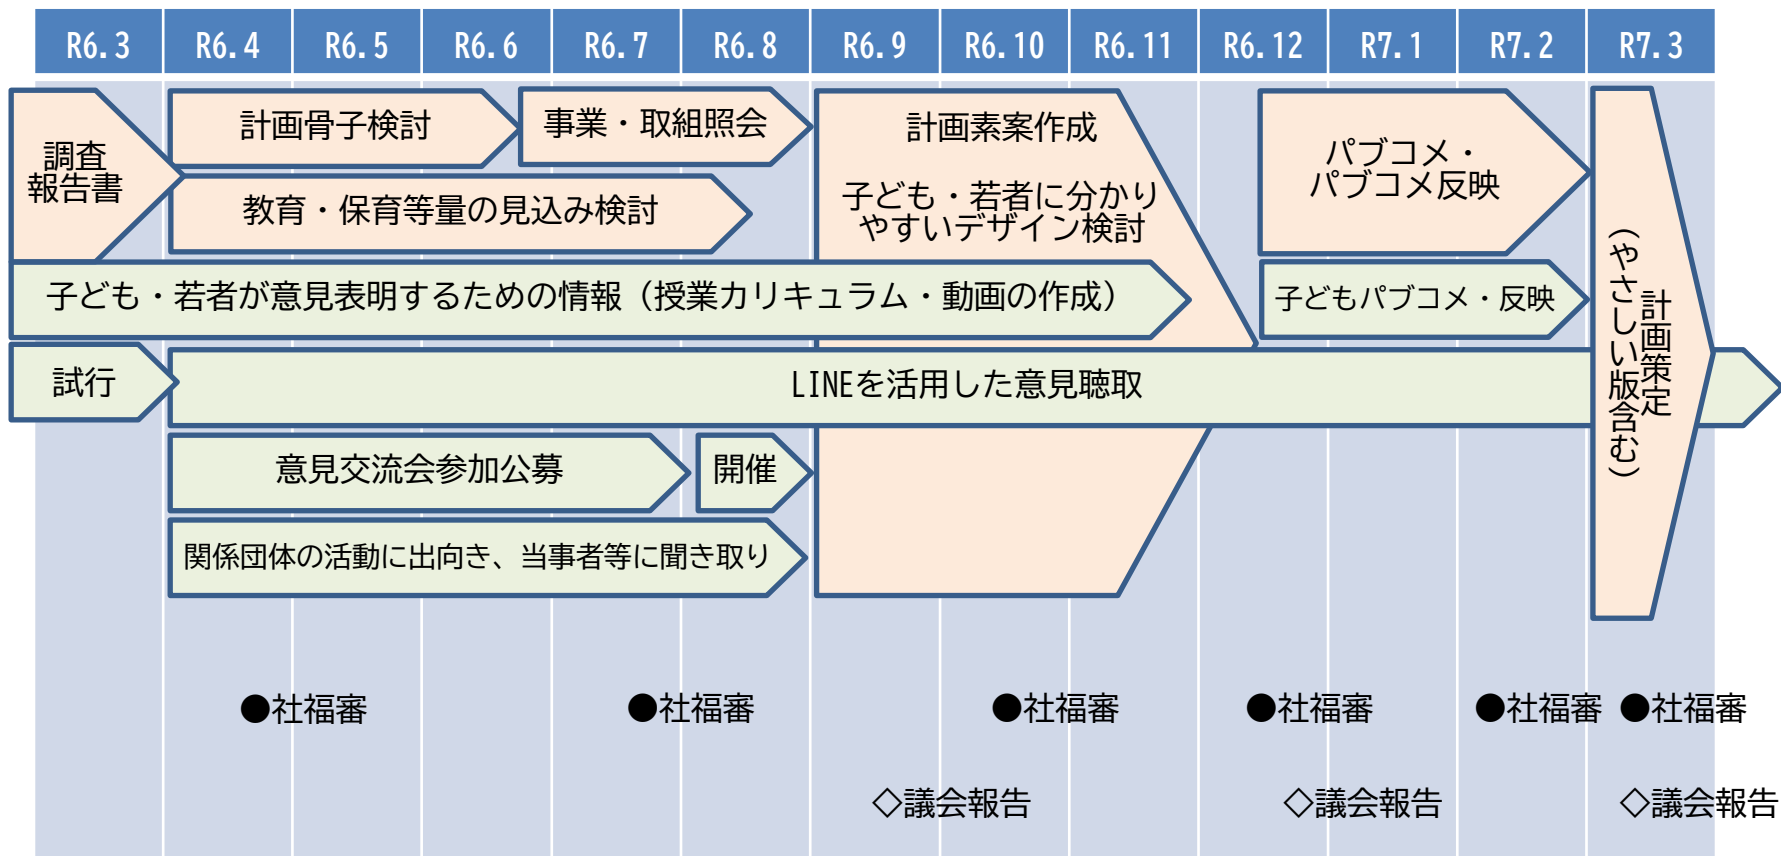 R6.3 R6.4 R6.5 R6.6 R6.7 R6.8 R6.9 R6.10 R6.11 R6.12 R7.1 R7.2 R7.3
調査
報告書
計画骨子検討
事業・取組照会
教育・保育等量の見込み検討
計画素案作成
子ども・若者に分かり
やすいデザイン検討
パブコメ・
パブコメ反映
計画策定
（やさしい版含む）
子ども・若者が意見表明するための情報（授業カリキュラム・動画の作成）
子どもパブコメ・反映
試行
LINEを活用した意見聴取
意見交流会参加公募
開催
関係団体の活動に出向き、当事者等に聞き取り
●社福審 ●社福審 ●社福審 ●社福審 ●社福審 ●社福審
◇議会報告 ◇議会報告 ◇議会報告